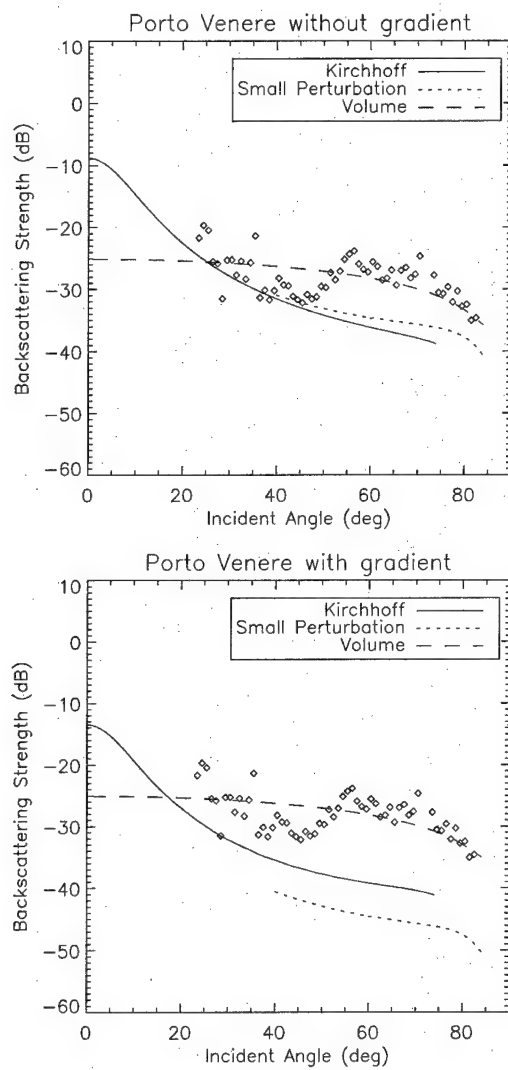 Porto Venere without gradient
Kirchhoff
Small Perturbation
Volume
Backscattering Strength (dB)
10
0
-10
-20
-30
-40
-50
-60
0
20
40
60
80
Incident Angle (deg)
Porto Venere with gradient
Kirchhoff
Small Perturbation
Volume
Backscattering Strength (dB)
10
0
-10
-20
-30
-40
-50
-60
0
20
40
60
80
Incident Angle (deg)